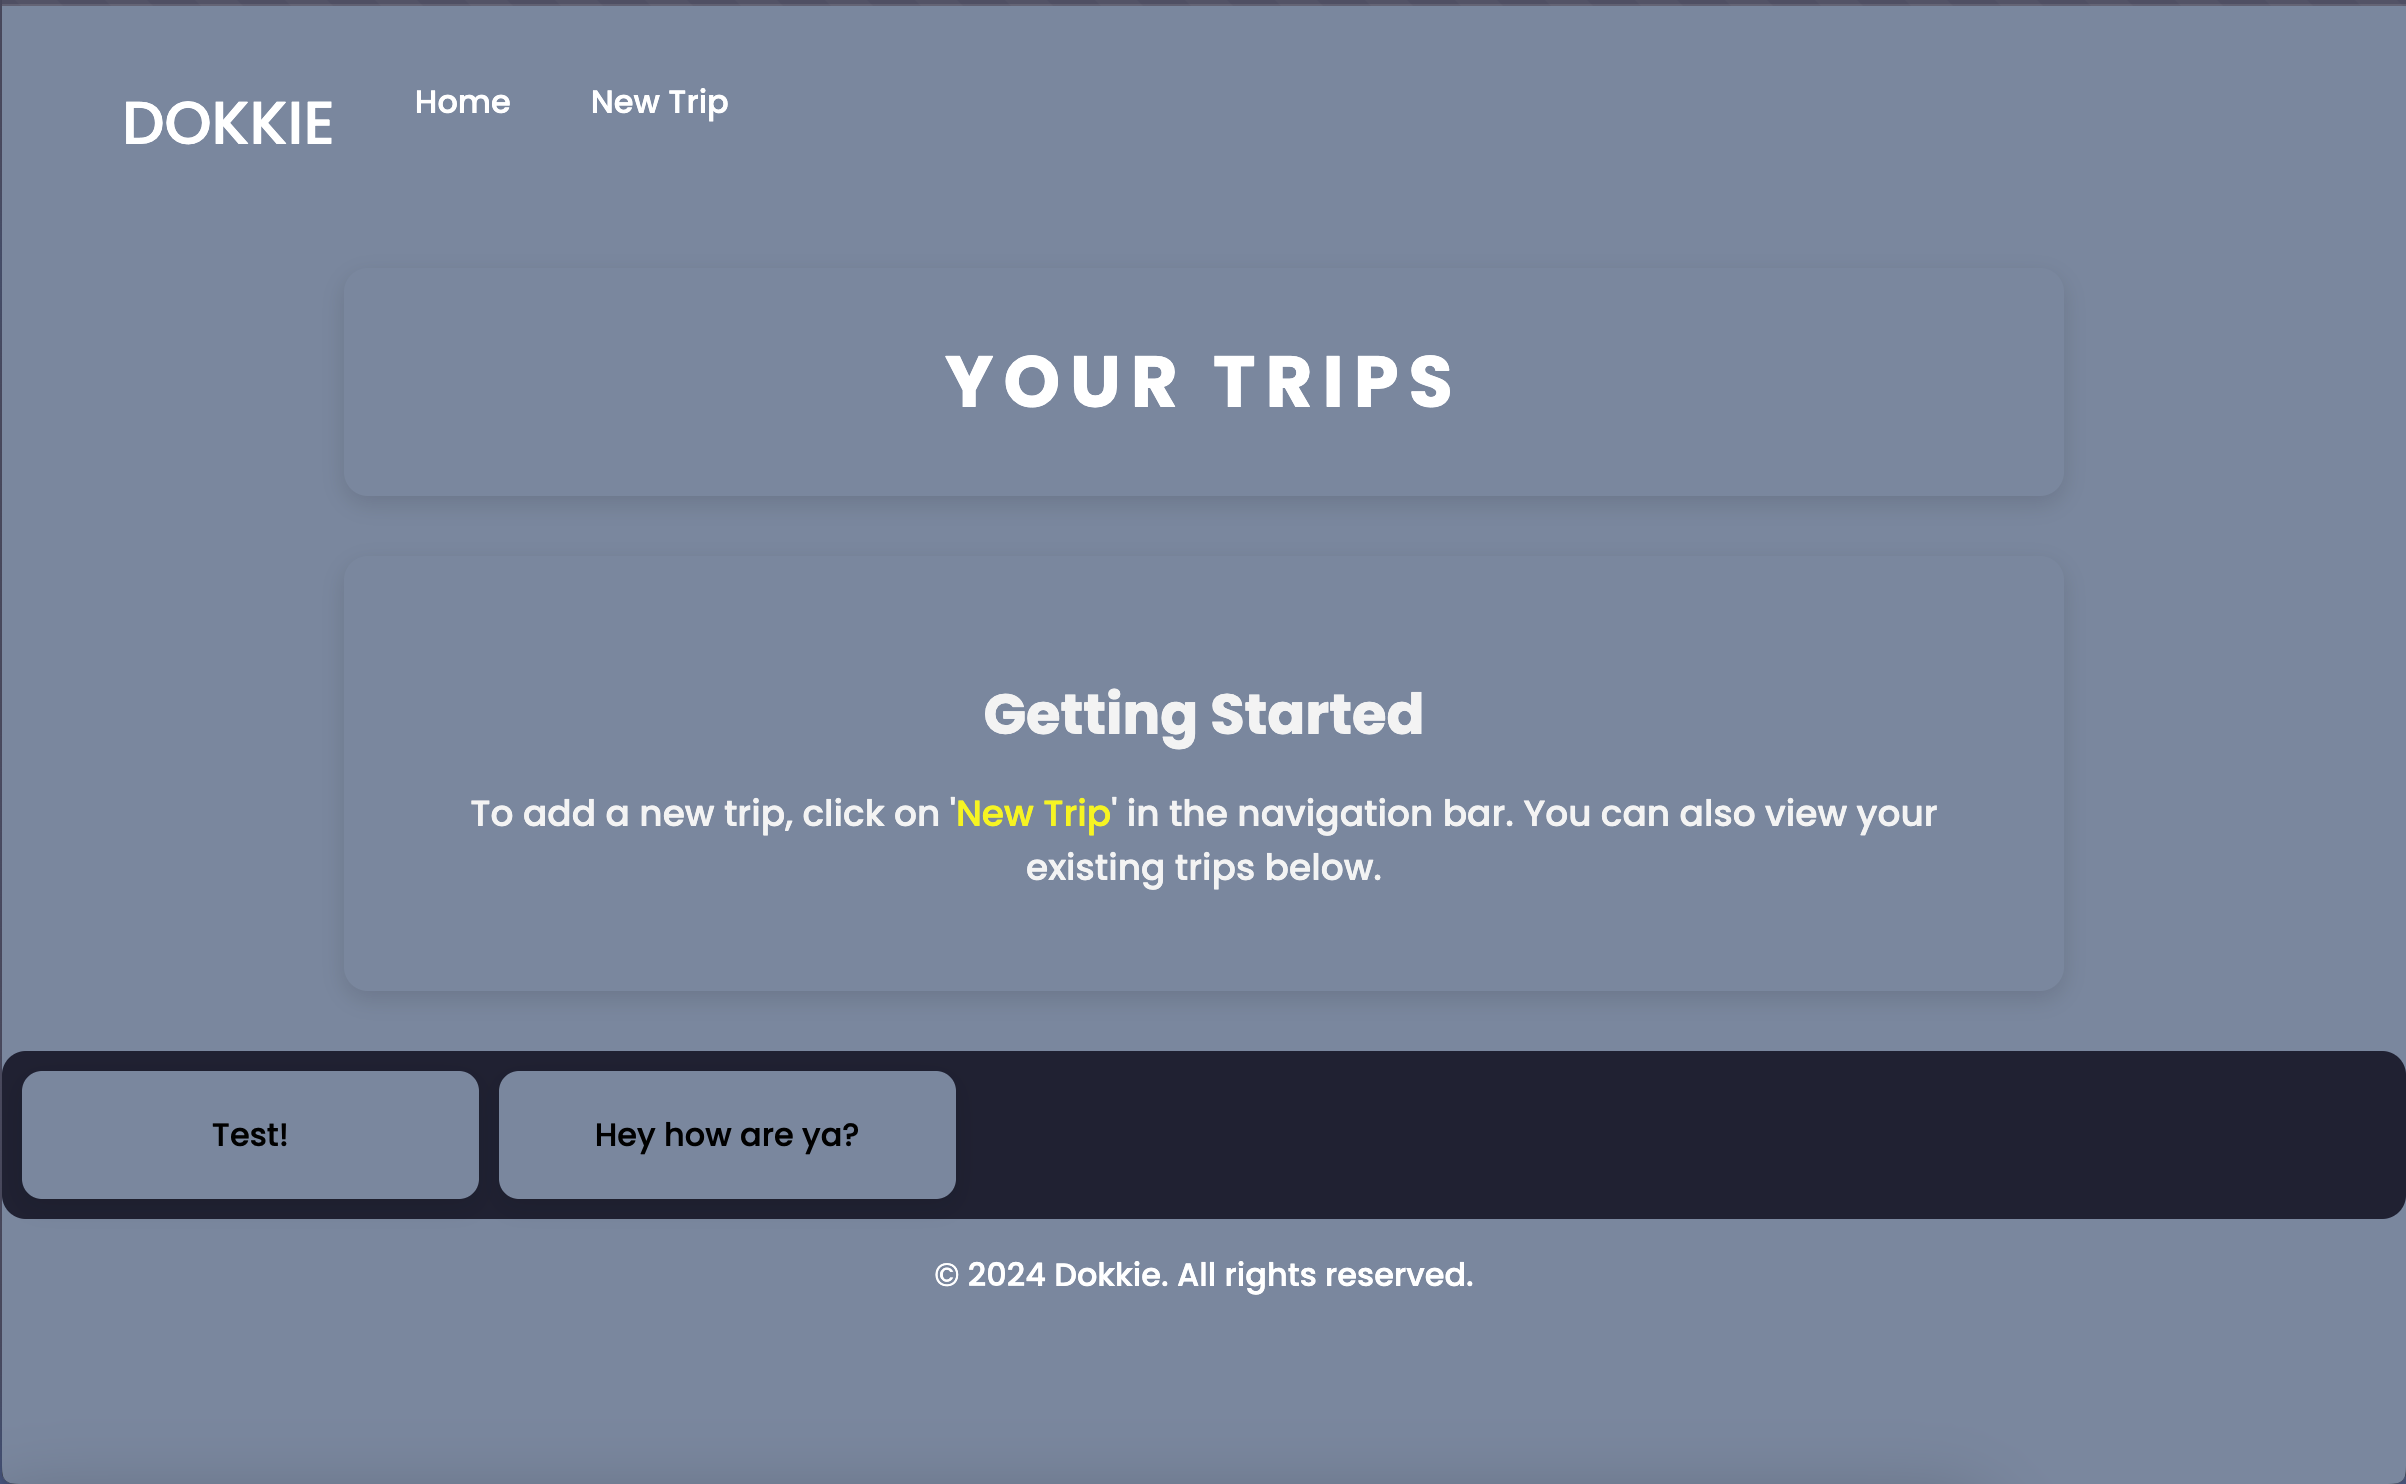 DOKKIE
Home
New Trip
YOUR TRIPS
Getting Started
To add a new trip, click on 'New Trip' in the navigation bar. You can also view your
existing trips below.
Test!
Hey how are ya?
© 2024 Dokkie. All rights reserved.